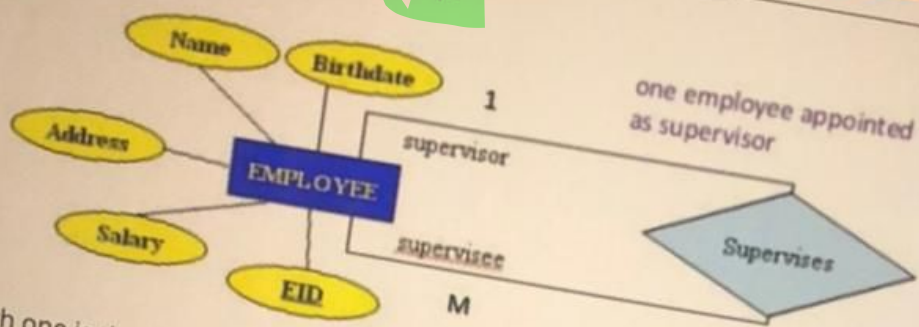 Name
Birthdate
1
one employee appointed
as supervisor
Address
supervisor
EMPLOYEE
Salary
supervisee
Supervises
EID
M